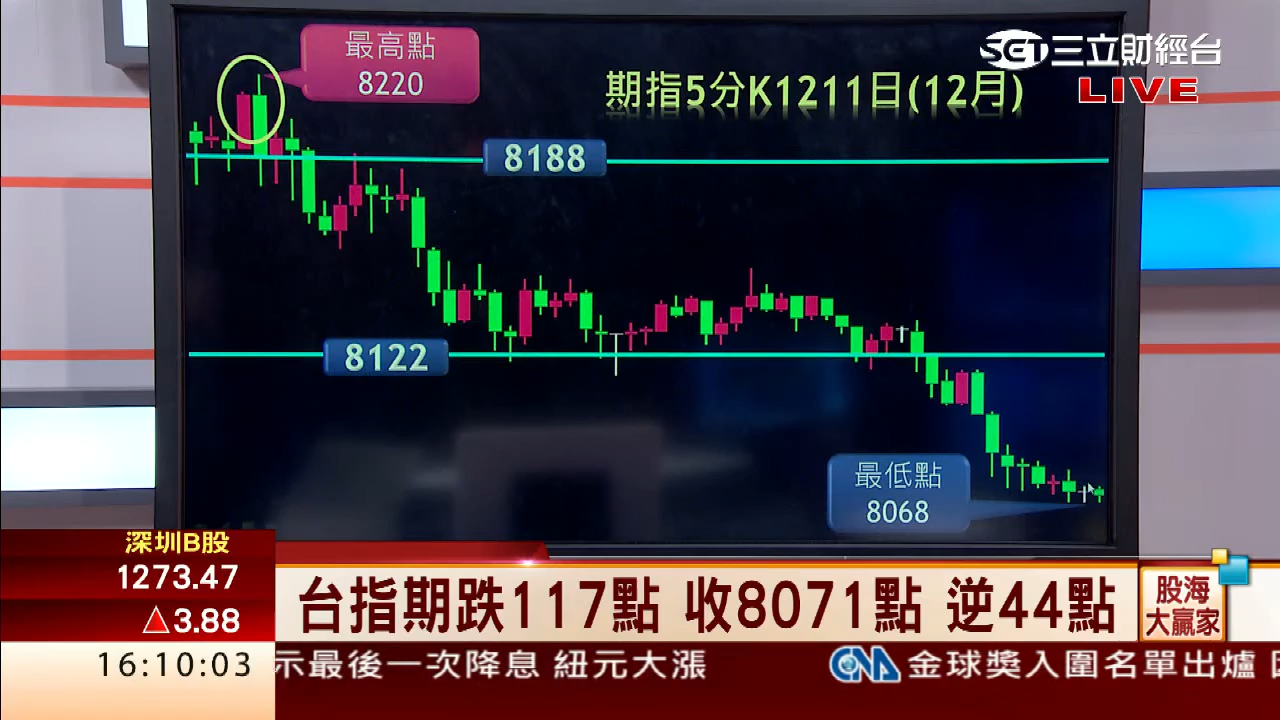 最高點
8220
期指5分K1211日(12月)
SET三立財經台
LIVE
8188
8122
最低點
8068
深圳B股
1273.47
△3.88
16:10:03
台指期跌117點 收8071點 逆44點
股海
大贏家
示最後一次降息 紐元大漲
CNA 金球獎入圍名單出爐